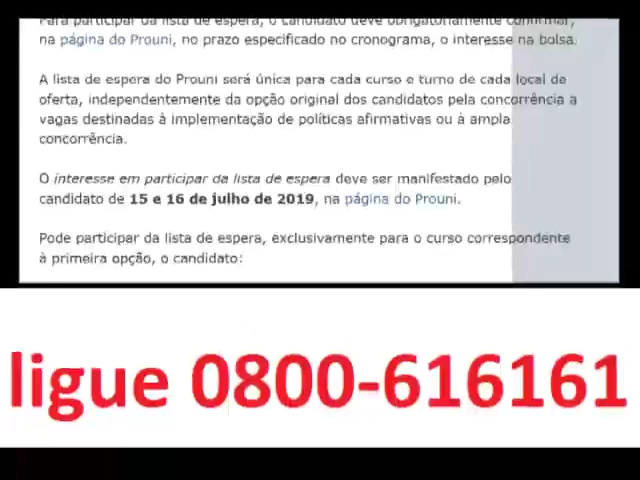 Para participar da lista de espera, o candidato deve obrigatoriamente confirmar,
na página do Prouni, no prazo especificado no cronograma, o interesse na bolsa.
A lista de espera do Prouni será única para cada curso e turno de cada local de
oferta, independentemente da opção original dos candidatos pela concorrência a
vagas destinadas à implementação de políticas afirmativas ou à ampla
concorrência.
O interesse em participar da lista de espera deve ser manifestado pelo
candidato de 15 e 16 de julho de 2019, na página do Prouni.
Pode participar da lista de espera, exclusivamente para o curso correspondente
à primeira opção, o candidato:
ligue 0800-616161